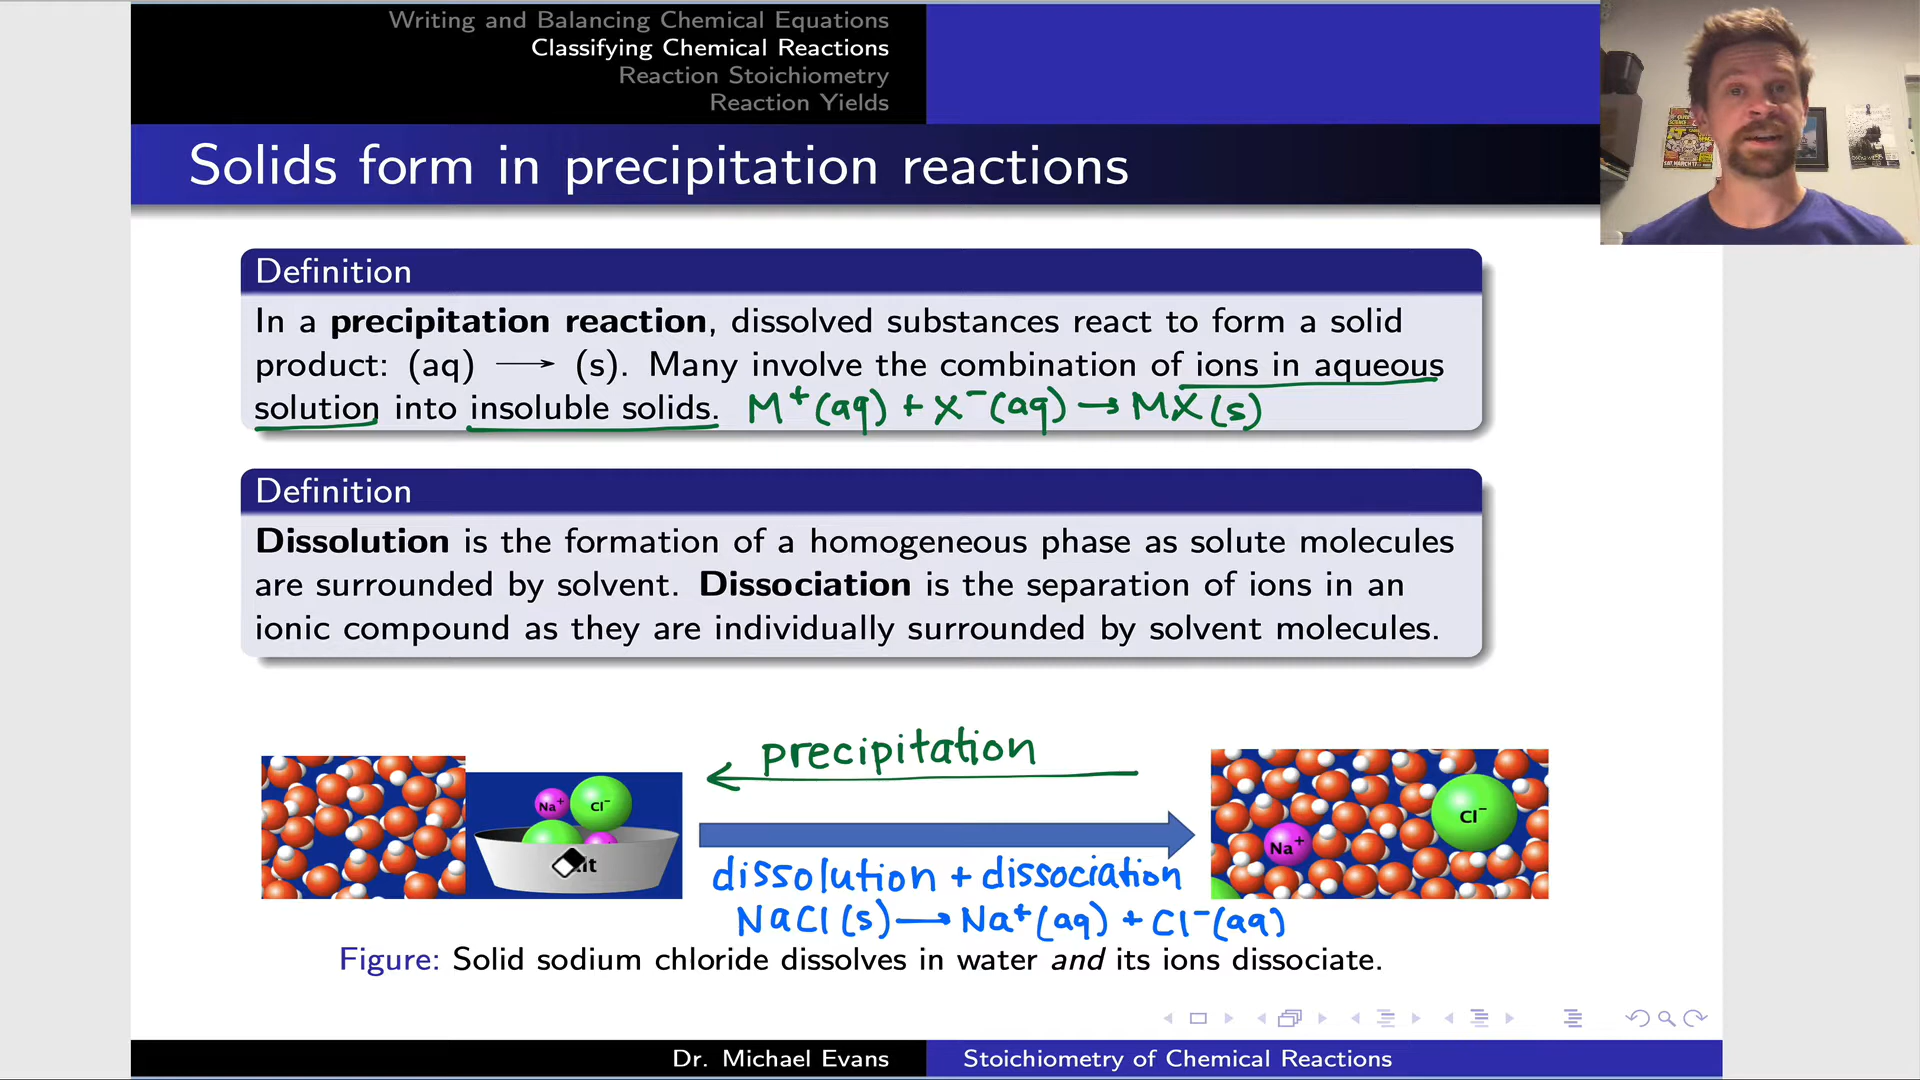 Writing and Balancing Chemical Equations
Classifying Chemical Reactions
Reaction Stoichiometry
Reaction Yields
Solids form in precipitation reactions
Definition
In a precipitation reaction, dissolved substances react to form a solid
product: (aq) ⟶ (s). Many involve the combination of ions in aqueous
solution into insoluble solids. M⁺(aq) + X⁻(aq) → MX(s)
Definition
Dissolution is the formation of a homogeneous phase as solute molecules
are surrounded by solvent. Dissociation is the separation of ions in an
ionic compound as they are individually surrounded by solvent molecules.
precipitation
Na⁺ Cl⁻
Cl⁻
Na⁺
dissolution + dissociation
NaCl(s) ⟶ Na⁺(aq) + Cl⁻(aq)
Figure: Solid sodium chloride dissolves in water and its ions dissociate.
Dr. Michael Evans
Stoichiometry of Chemical Reactions